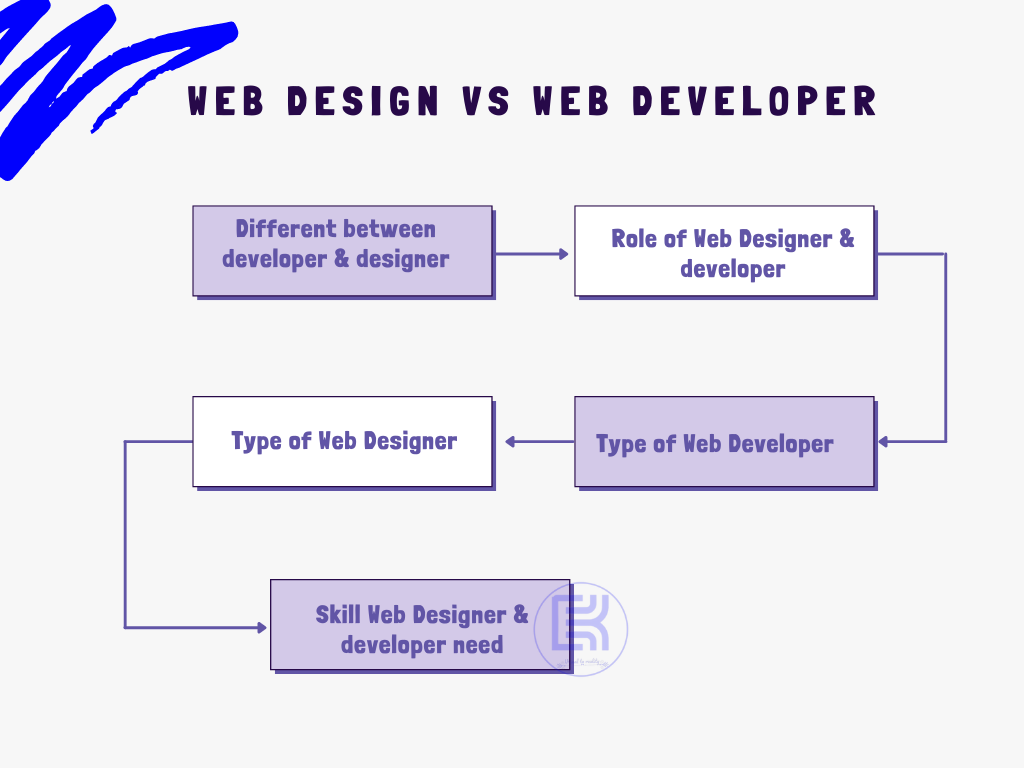 WEB DESIGN VS WEB DEVELOPER
Different between
developer & designer
Role of Web Designer &
developer
Type of Web Designer
Type of Web Developer
Skill Web Designer &
developer need